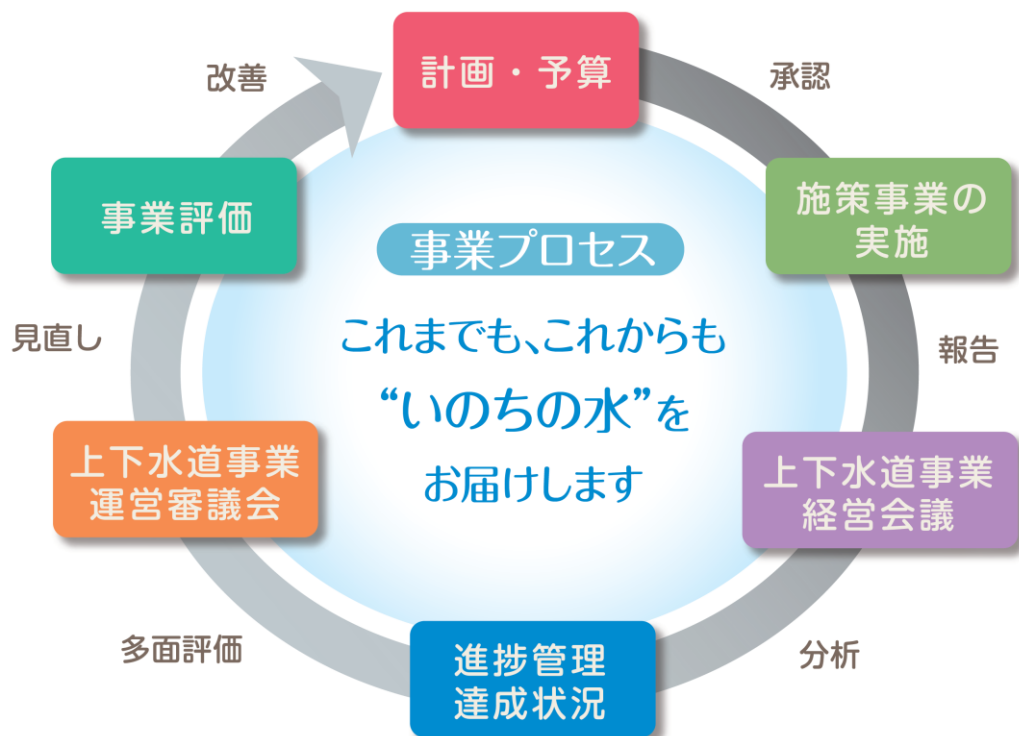 計画・予算
承認
施策事業の
実施
報告
上下水道事業
経営会議
分析
進捗管理
達成状況
多面評価
上下水道事業
運営審議会
見直し
事業評価
改善
事業プロセス
これまでも、これからも
“いのちの水”を
お届けします